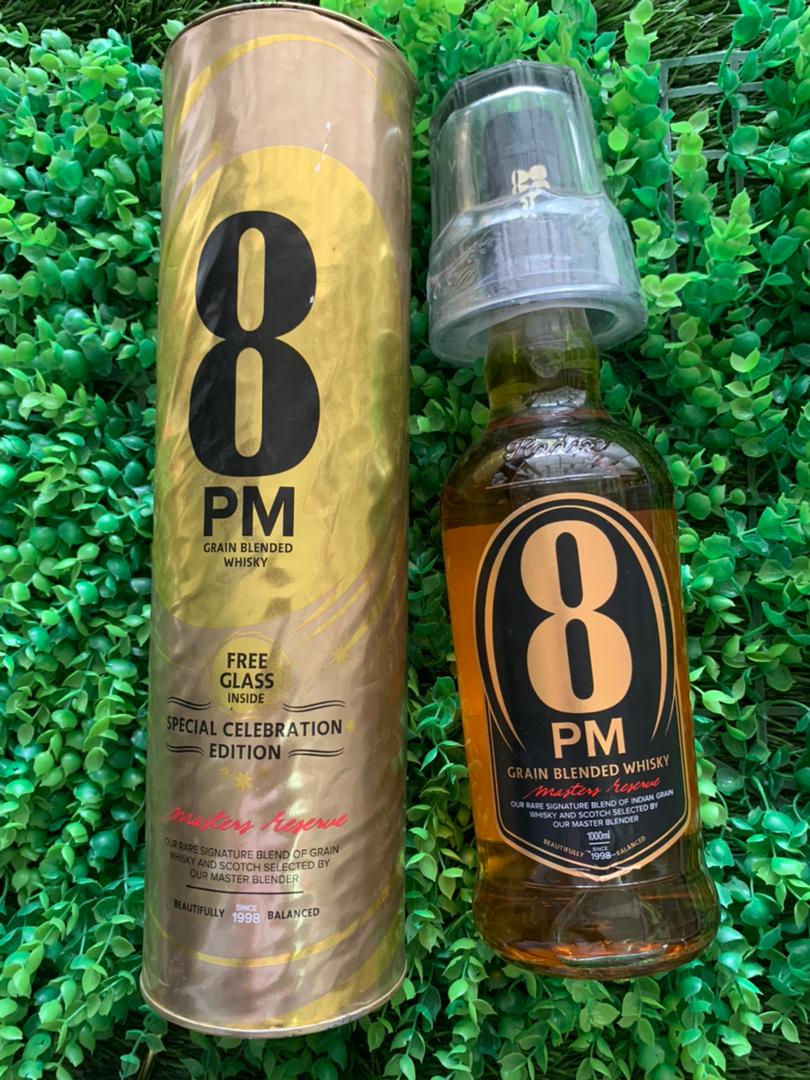 8
PM
GRAIN BLENDED
WHISKY
FREE
GLASS
INSIDE
SPECIAL CELEBRATION
EDITION
Masters Reserve
OUR RARE SIGNATURE BLEND OF GRAIN
WHISKY AND SCOTCH SELECTED BY
OUR MASTER BLENDER
BEAUTIFULLY SINCE 1998 BALANCED
8
PM
GRAIN BLENDED WHISKY
Masters Reserve
OUR RARE SIGNATURE BLEND OF INDIAN GRAIN
WHISKY AND SCOTCH SELECTED BY
OUR MASTER BLENDER
1000ml
BEAUTIFULLY SINCE 1998 BALANCED